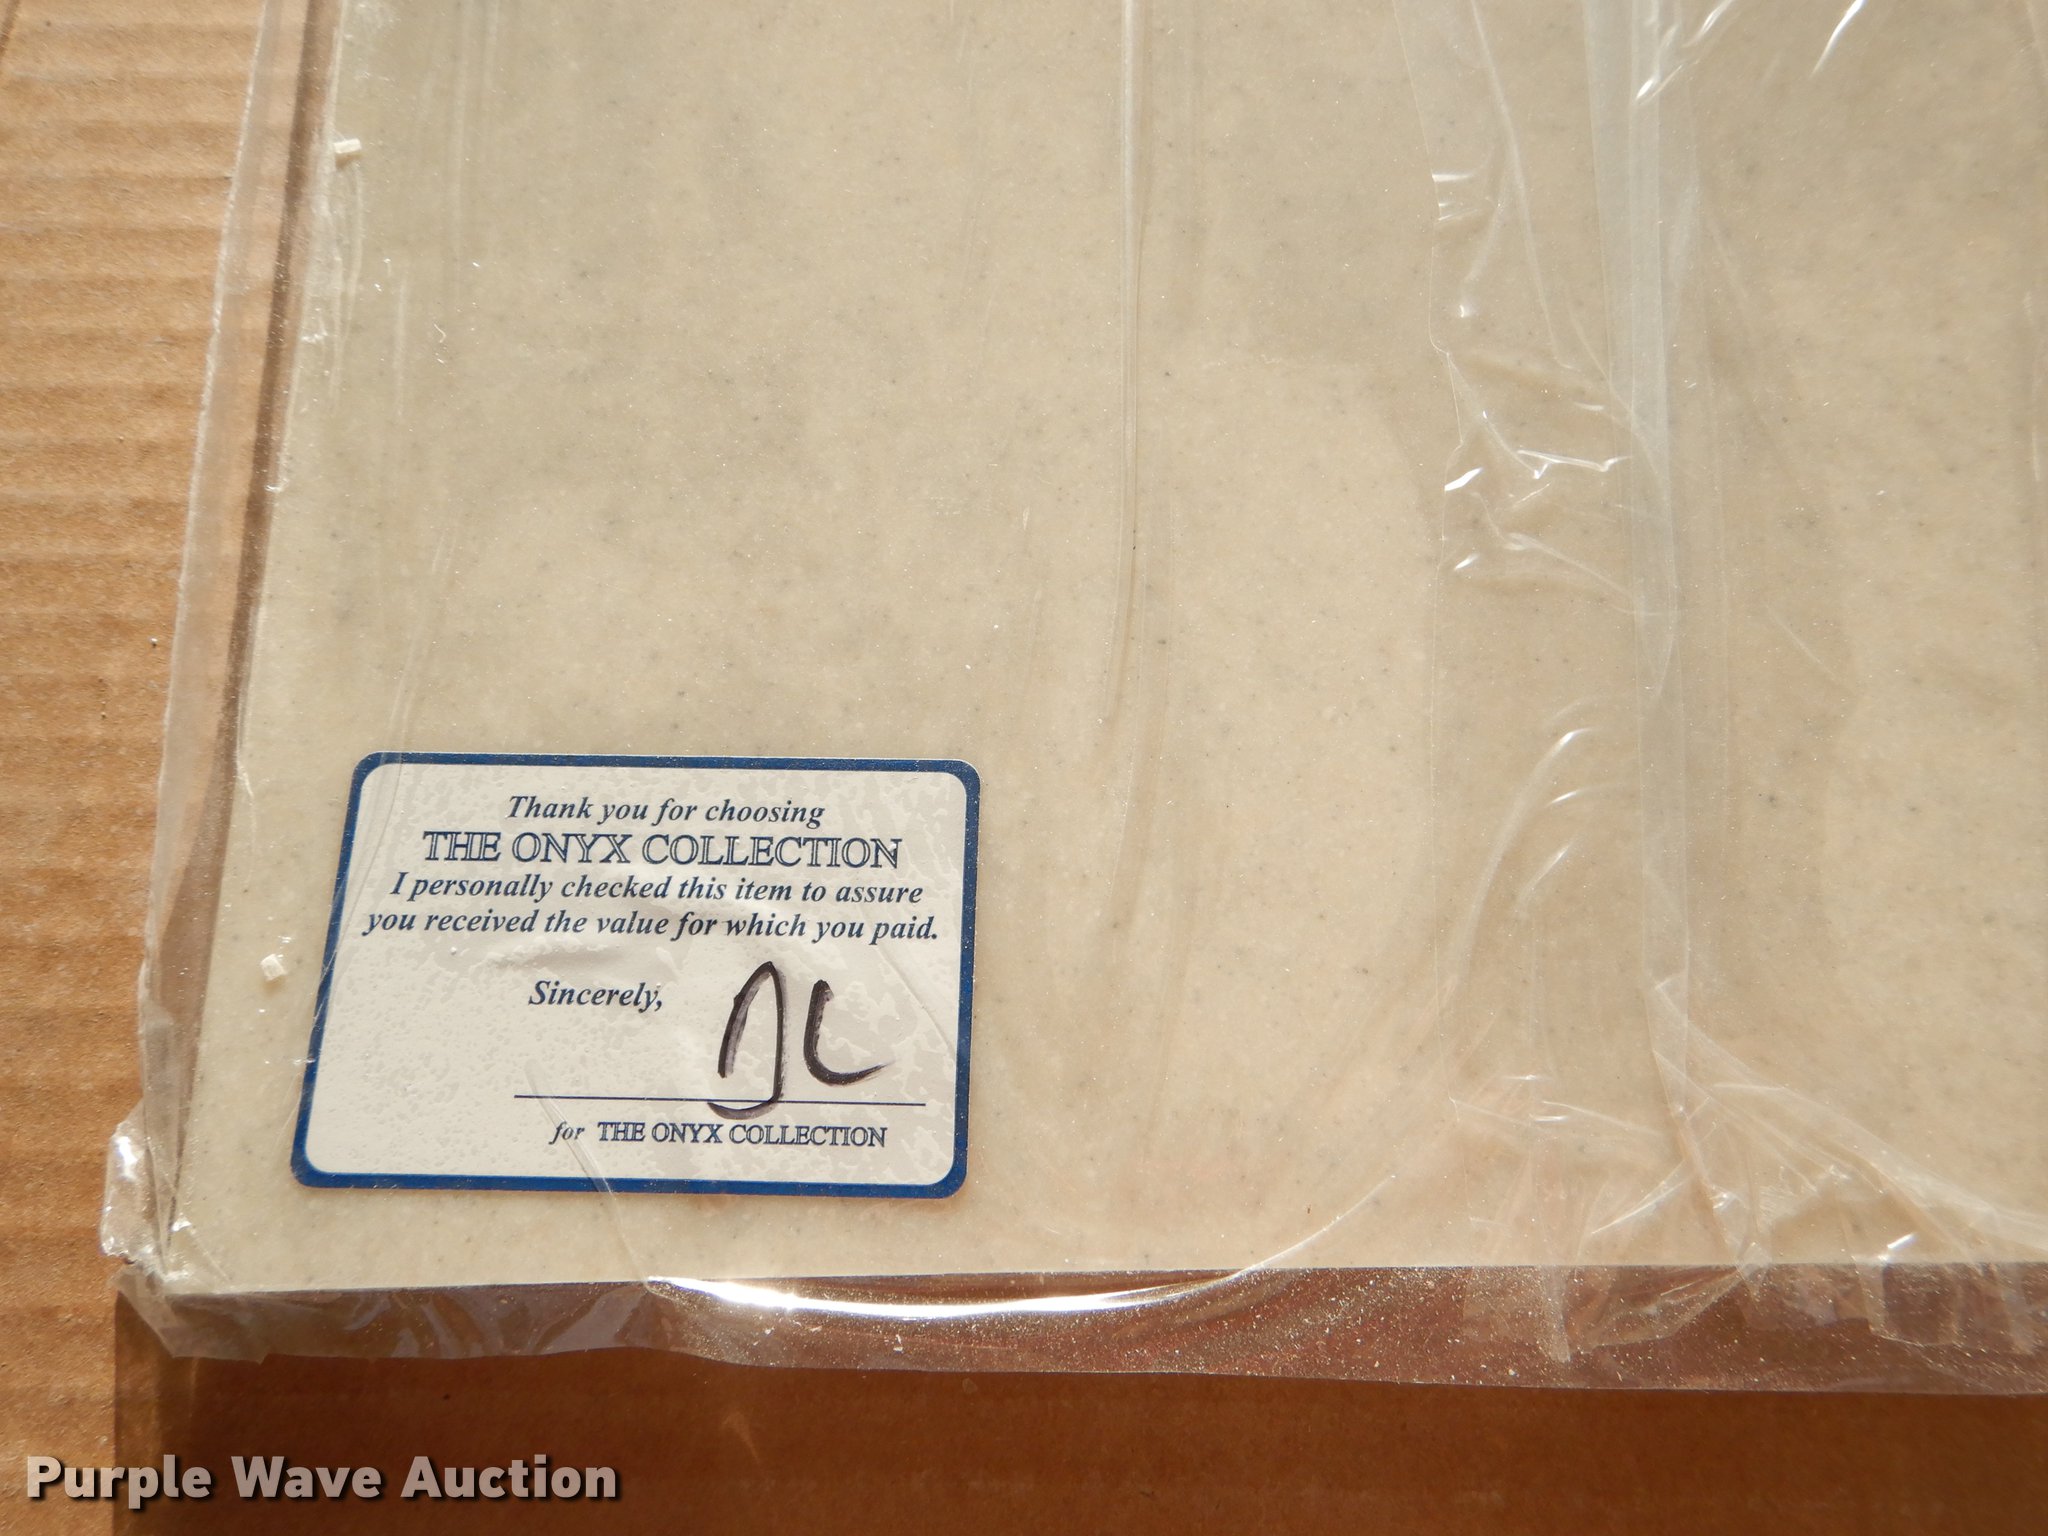 Thank you for choosing
THE ONYX COLLECTION
I personally checked this item to assure
you received the value for which you paid.
Sincerely,
JL
for THE ONYX COLLECTION
Purple Wave Auction